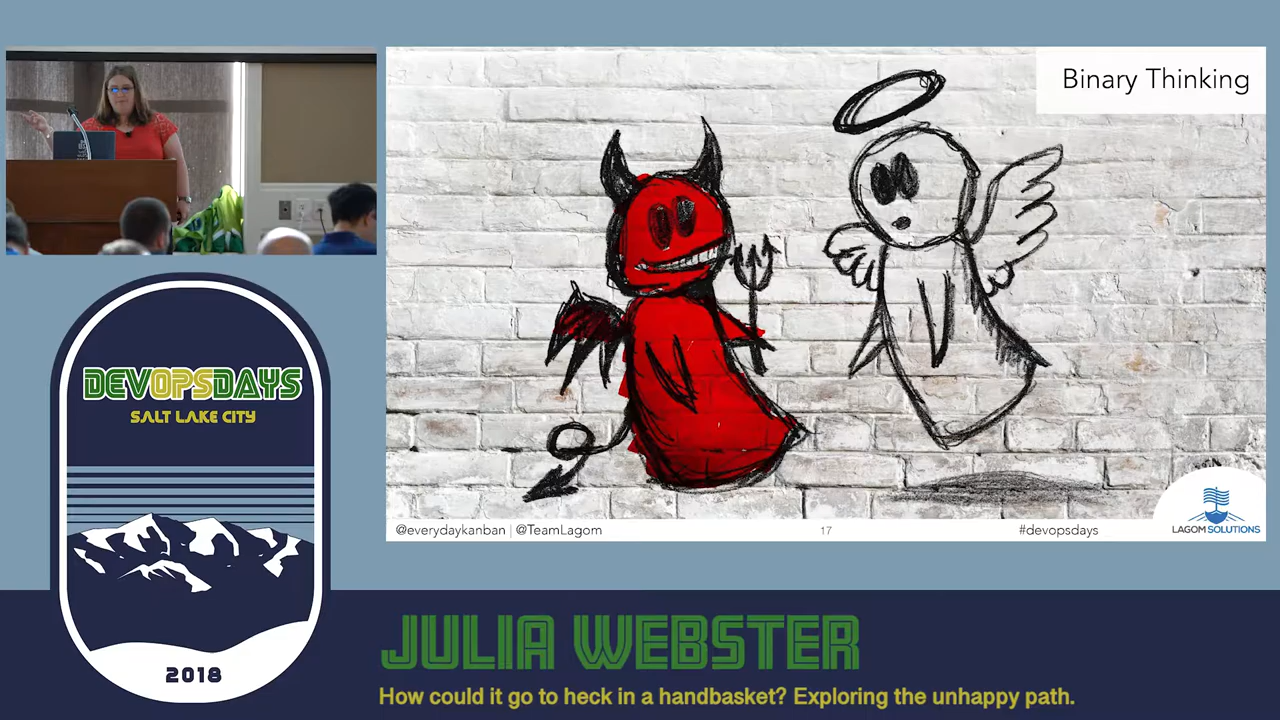 Binary Thinking
DEVOPSDAYS
SALT LAKE CITY
@everydaykanban | @TeamLagom
17
#devopsdays
LAGOM SOLUTIONS
2018
JULIA WEBSTER
How could it go to heck in a handbasket? Exploring the unhappy path.